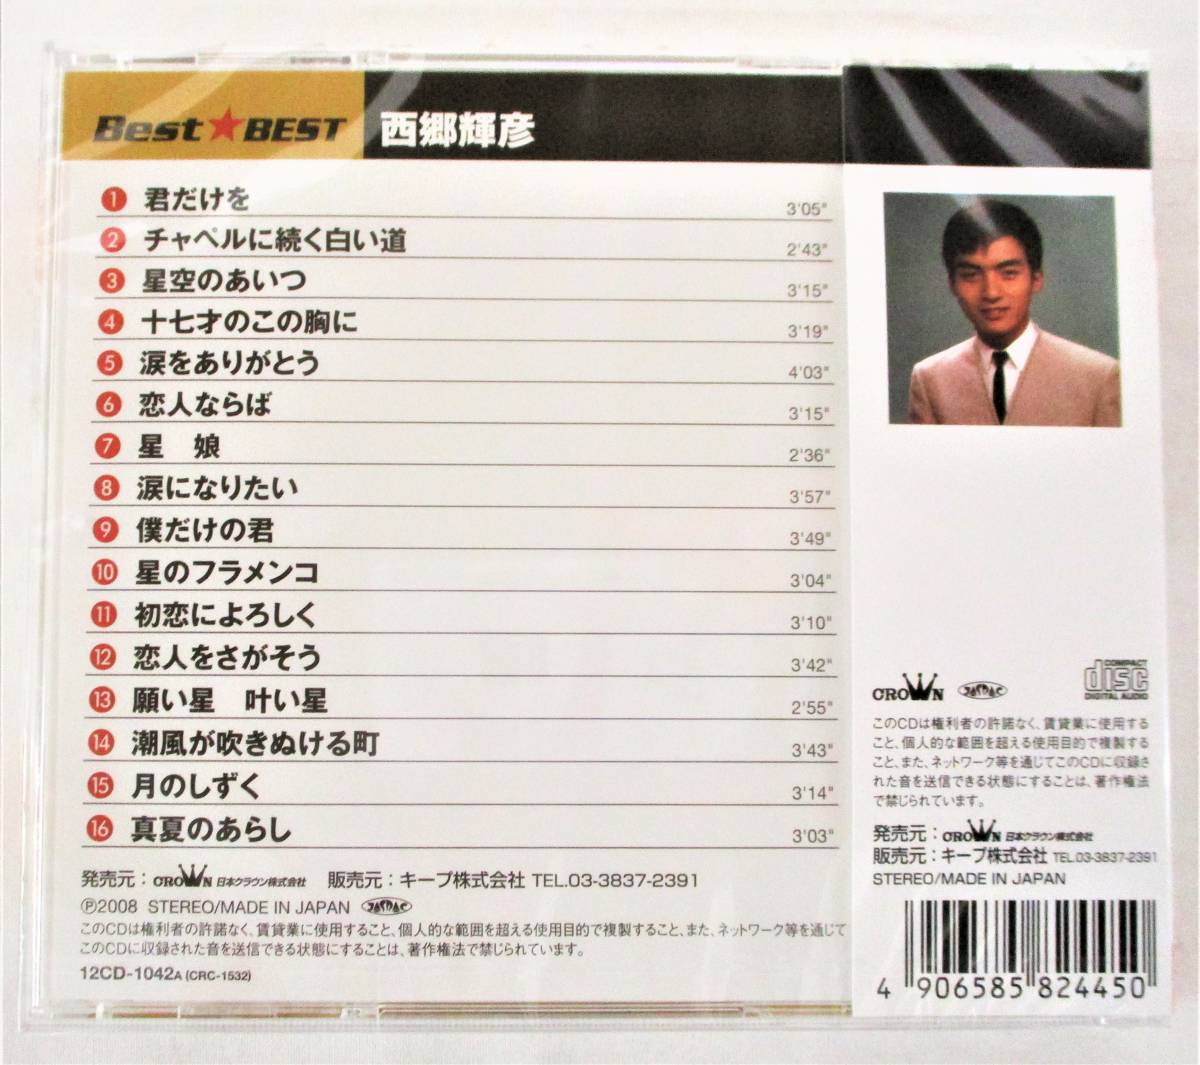 Best★BEST 西郷輝彦
1 君だけを 3'05"
2 チャペルに続く白い道 2'43"
3 星空のあいつ 3'15"
4 十七才のこの胸に 3'19"
5 涙をありがとう 4'03"
6 恋人ならば 3'15"
7 星　娘 2'36"
8 涙になりたい 3'57"
9 僕だけの君 3'49"
10 星のフラメンコ 3'04"
11 初恋によろしく 3'10"
12 恋人をさがそう 3'42"
13 願い星　叶い星 2'55"
14 潮風が吹きぬける町 3'43"
15 月のしずく 3'14"
16 真夏のあらし 3'03"
発売元：CROWN 日本クラウン株式会社　販売元：キープ株式会社 TEL.03-3837-2391
Ⓟ2008 STEREO/MADE IN JAPAN JASRAC
このCDは権利者の許諾なく、賃貸業に使用すること、個人的な範囲を超える使用目的で複製すること、また、ネットワーク等を通じて
このCDに収録された音を送信できる状態にすることは、著作権法で禁じられています。
12CD-1042A (CRC-1532)
CROWN JASRAC COMPACT disc DIGITAL AUDIO
このCDは権利者の許諾なく、賃貸業に使用する
こと、個人的な範囲を超える使用目的で複製する
こと、また、ネットワーク等を通じてこのCDに収録さ
れた音を送信できる状態にすることは、著作権法
で禁じられています。
発売元：CROWN 日本クラウン株式会社
販売元：キープ株式会社 TEL.03-3837-2391
STEREO/MADE IN JAPAN
4 906585 824450